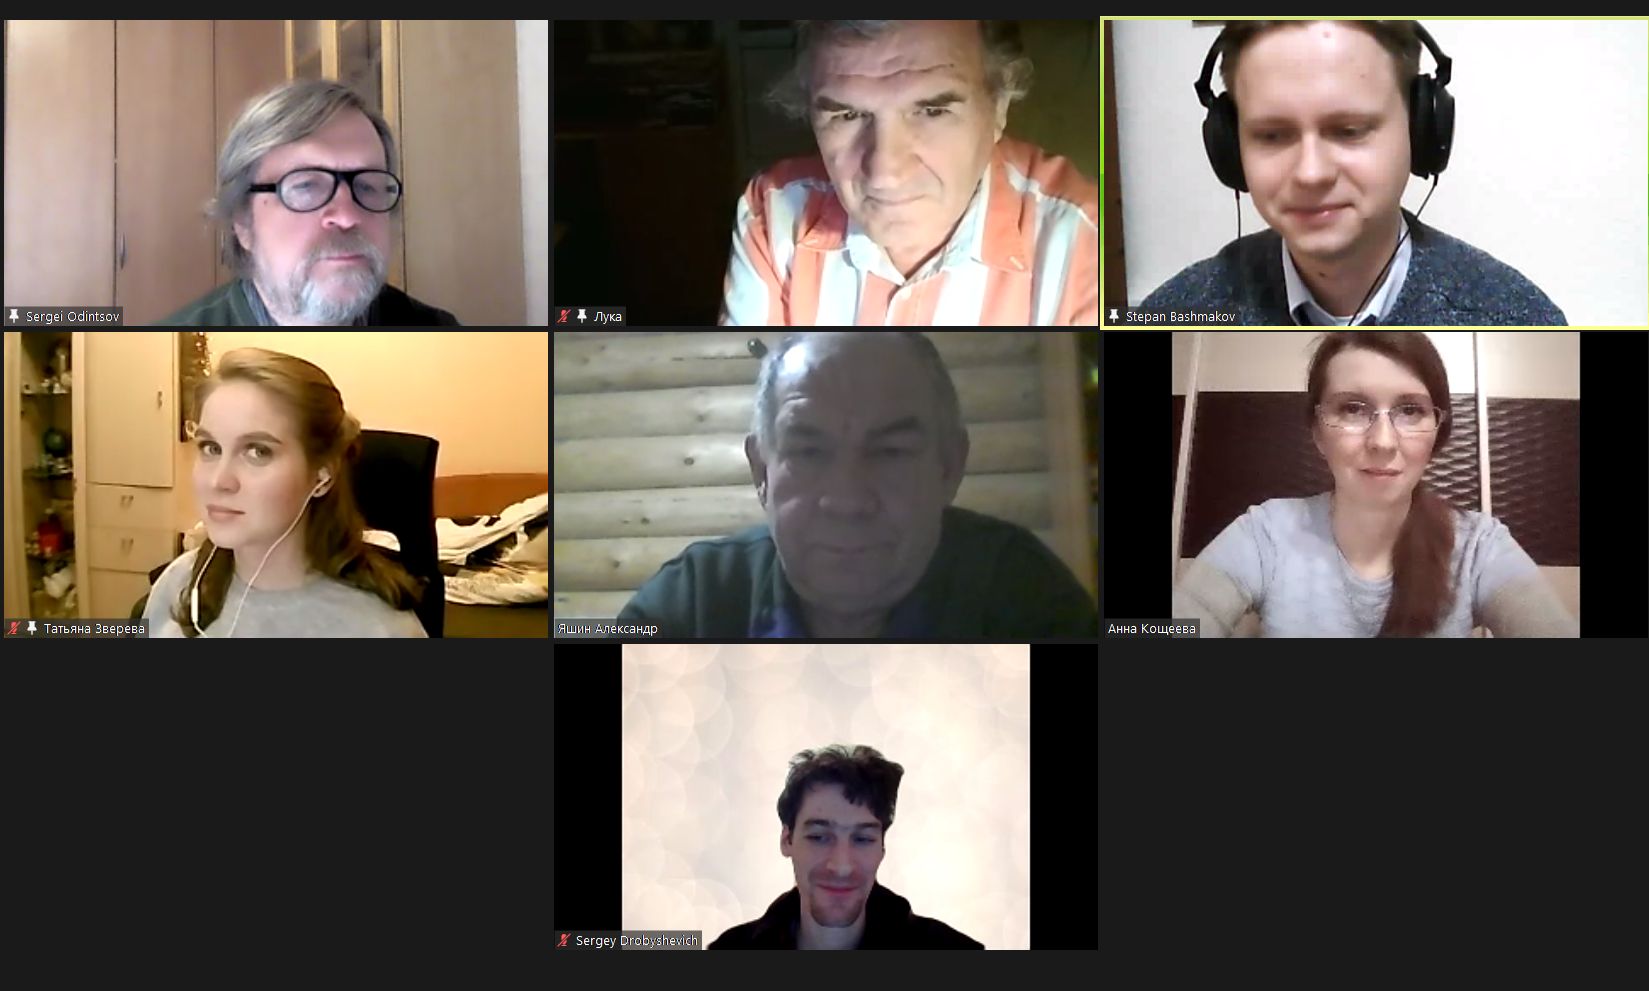 Sergei Odintsov
Лука
Stepan Bashmakov
Татьяна Зверева
Яшин Александр
Анна Кощеева
Sergey Drobyshevich